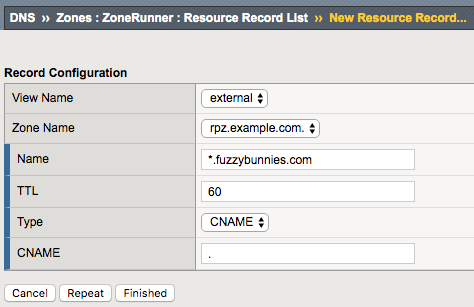 DNS ›› Zones : ZoneRunner : Resource Record List ›› New Resource Record...
Record Configuration
View Name external
Zone Name rpz.example.com.
Name *.fuzzybunnies.com
TTL 60
Type CNAME
CNAME .
Cancel Repeat Finished